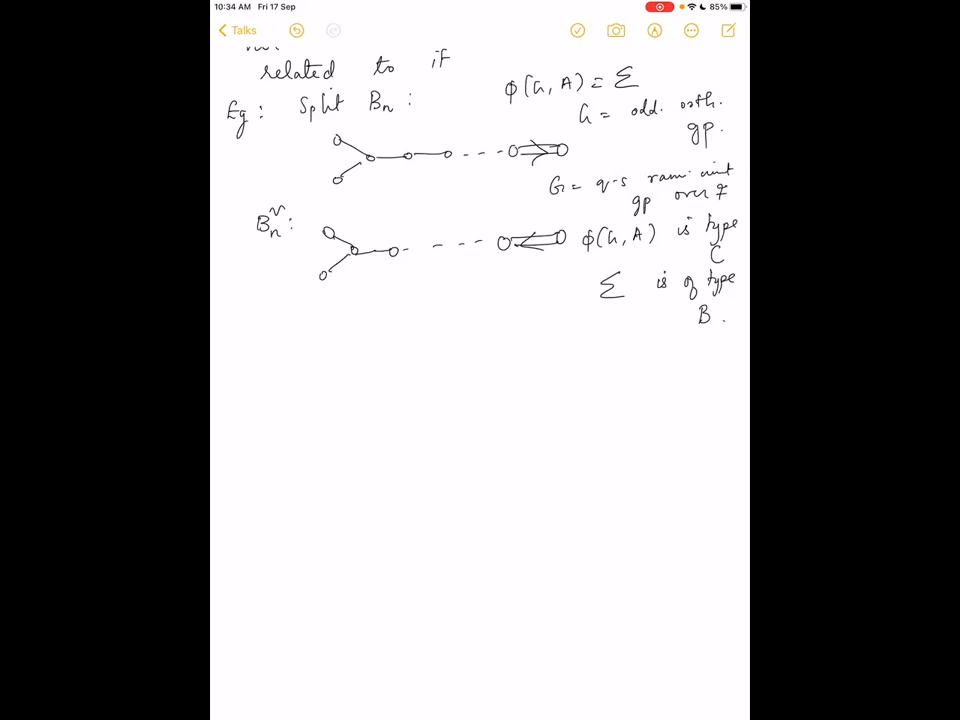 10:34 AM Fri 17 Sep
85%
Talks
related to if
Eg: Split Bn: ϕ(G, A) = Σ
G = odd. orth. gp.
G = q-s ram. unit gp over F
Bn^v: ϕ(G, A) is type C
Σ is of type B.